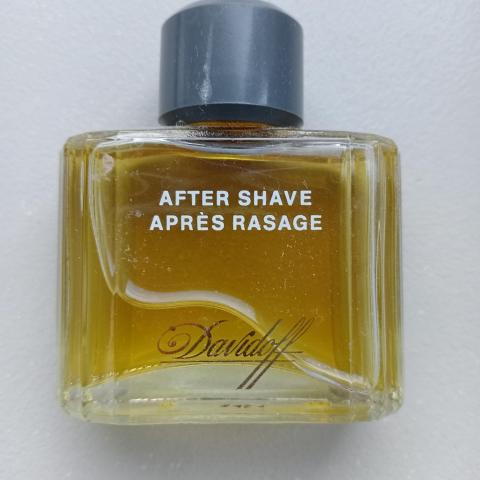 AFTER SHAVE
APRÈS RASAGE
Davidoff